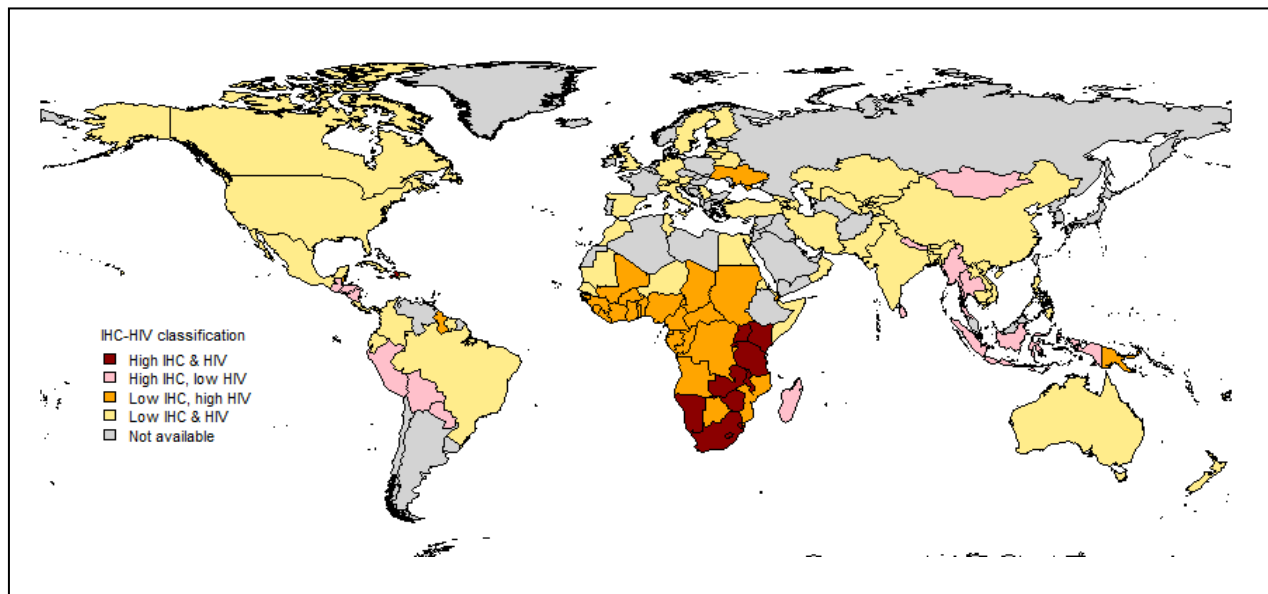 IHC-HIV classification
High IHC & HIV
High IHC, low HIV
Low IHC, high HIV
Low IHC & HIV
Not available